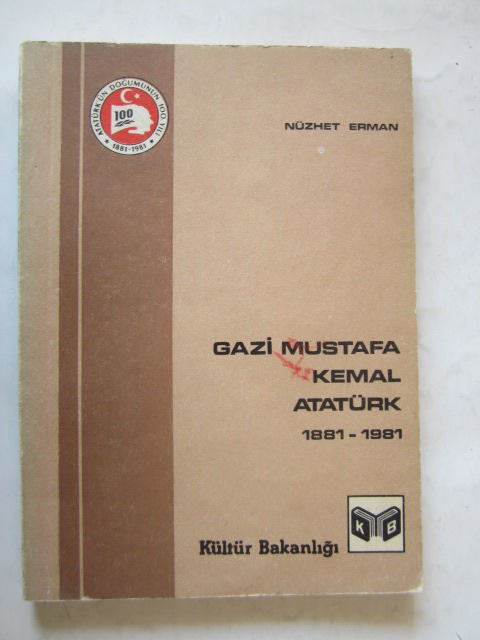 ATATÜRK'ÜN DOĞUMUNUN 100. YILI
100
1881-1981
NÜZHET ERMAN
GAZİ MUSTAFA
KEMAL
ATATÜRK
1881 - 1981
K B
Kültür Bakanlığı